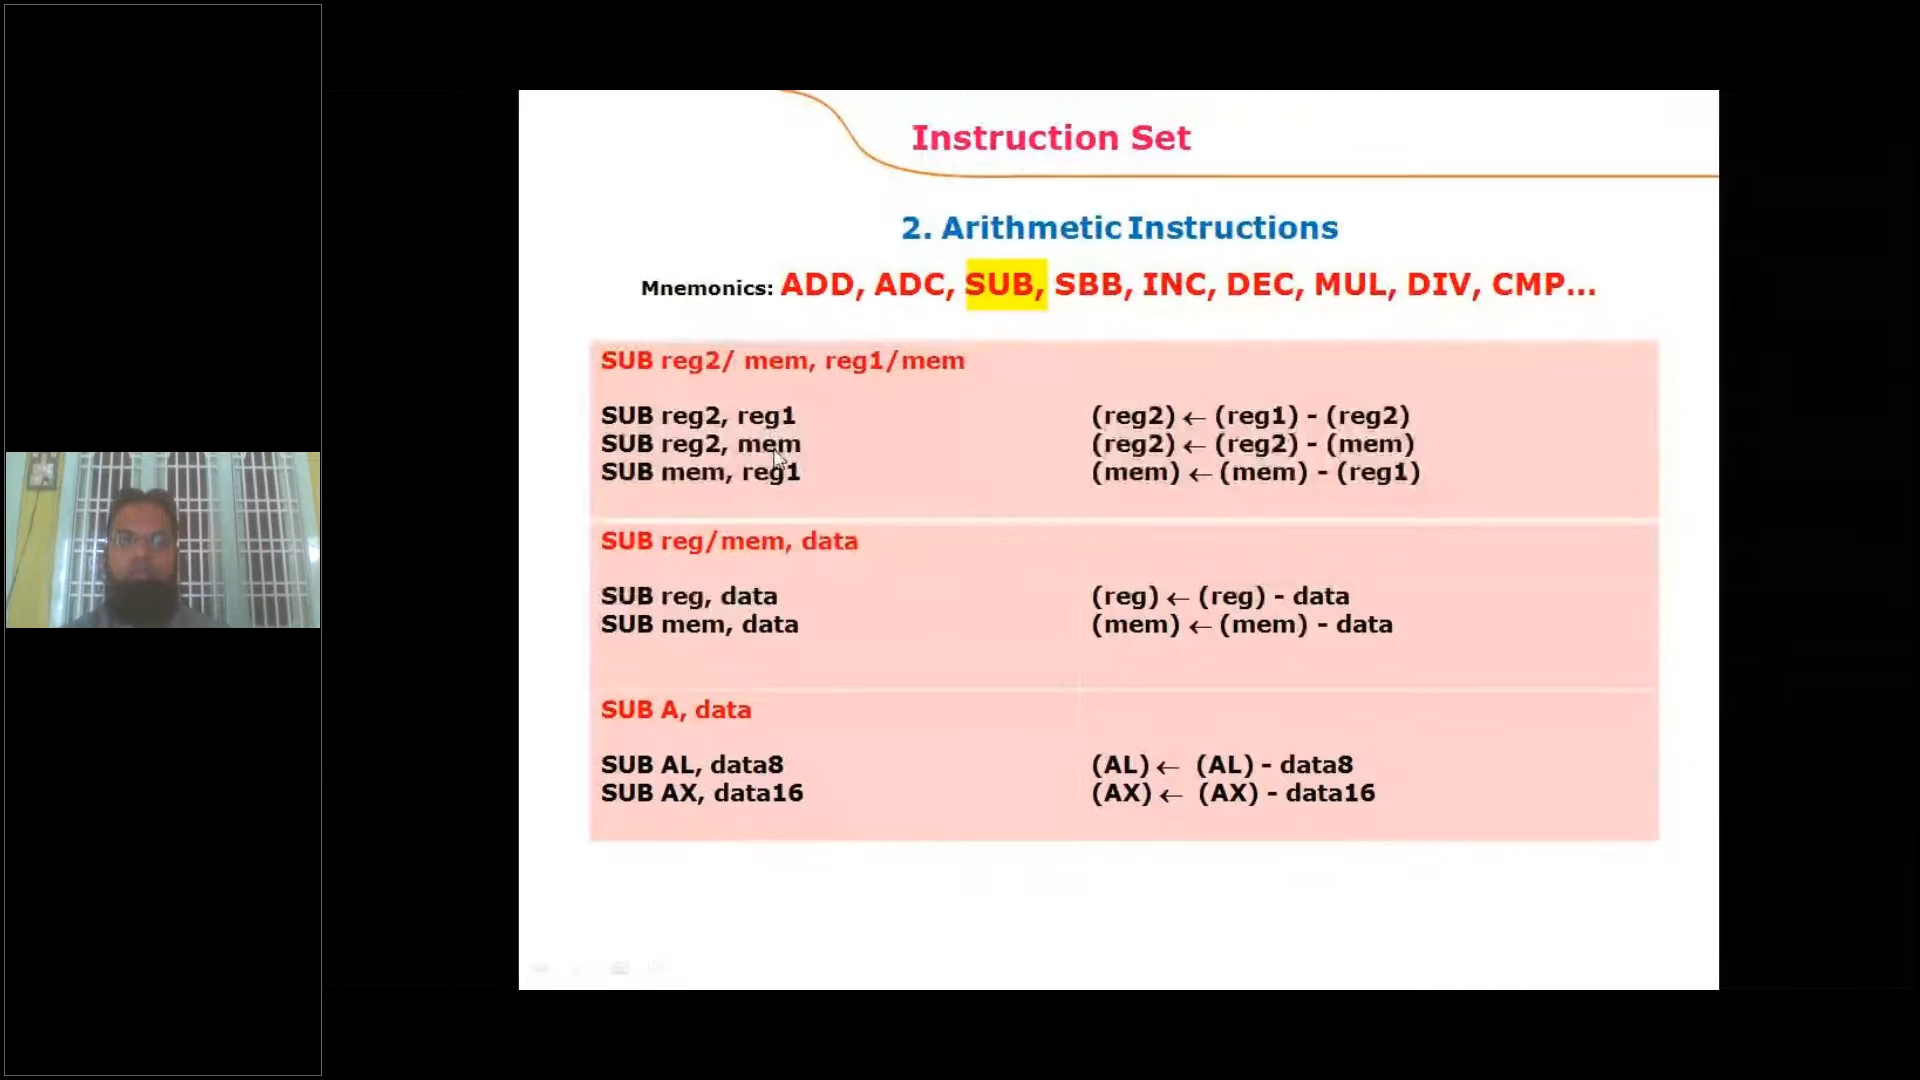 Instruction Set
2. Arithmetic Instructions
Mnemonics: ADD, ADC, SUB, SBB, INC, DEC, MUL, DIV, CMP...
SUB reg2/ mem, reg1/mem
SUB reg2, reg1 (reg2) ← (reg1) - (reg2)
SUB reg2, mem (reg2) ← (reg2) - (mem)
SUB mem, reg1 (mem) ← (mem) - (reg1)
SUB reg/mem, data
SUB reg, data (reg) ← (reg) - data
SUB mem, data (mem) ← (mem) - data
SUB A, data
SUB AL, data8 (AL) ← (AL) - data8
SUB AX, data16 (AX) ← (AX) - data16